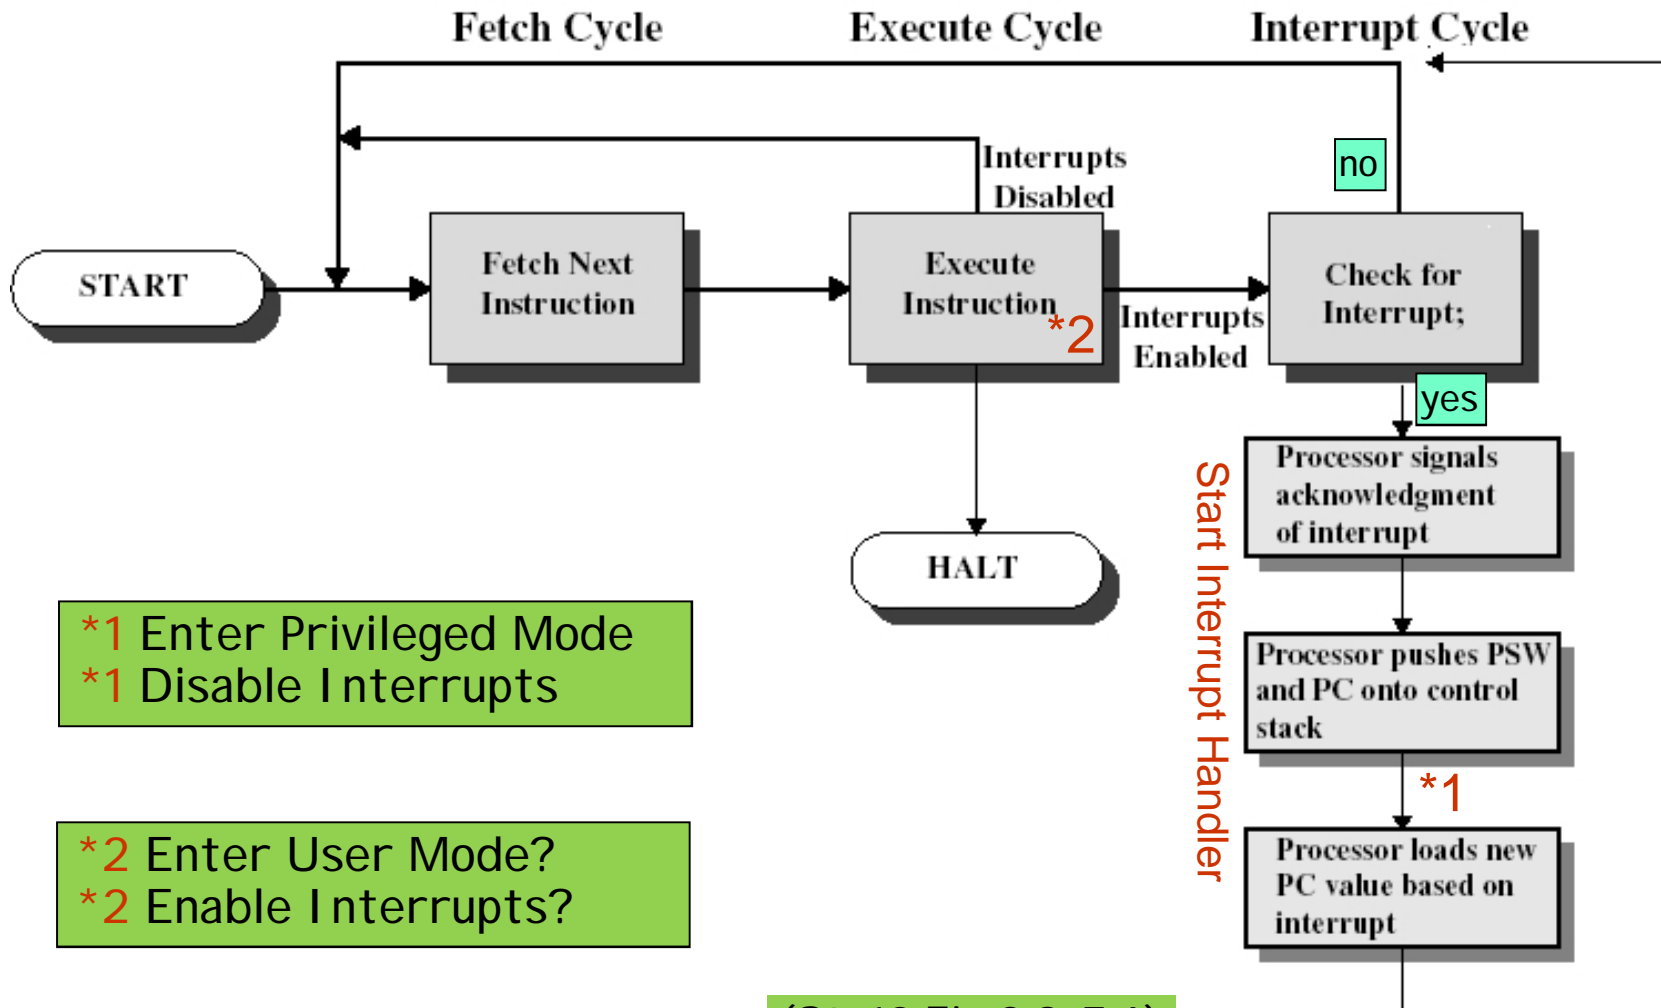 Fetch Cycle
Execute Cycle
Interrupt Cycle
Interrupts
Disabled
no
START
Fetch Next
Instruction
Execute
Instruction
*2
Interrupts
Enabled
Check for
Interrupt;
yes
Processor signals
acknowledgment
of interrupt
HALT
Start Interrupt Handler
*1 Enter Privileged Mode
*1 Disable Interrupts
Processor pushes PSW
and PC onto control
stack
*1
*2 Enter User Mode?
*2 Enable Interrupts?
Processor loads new
PC value based on
interrupt